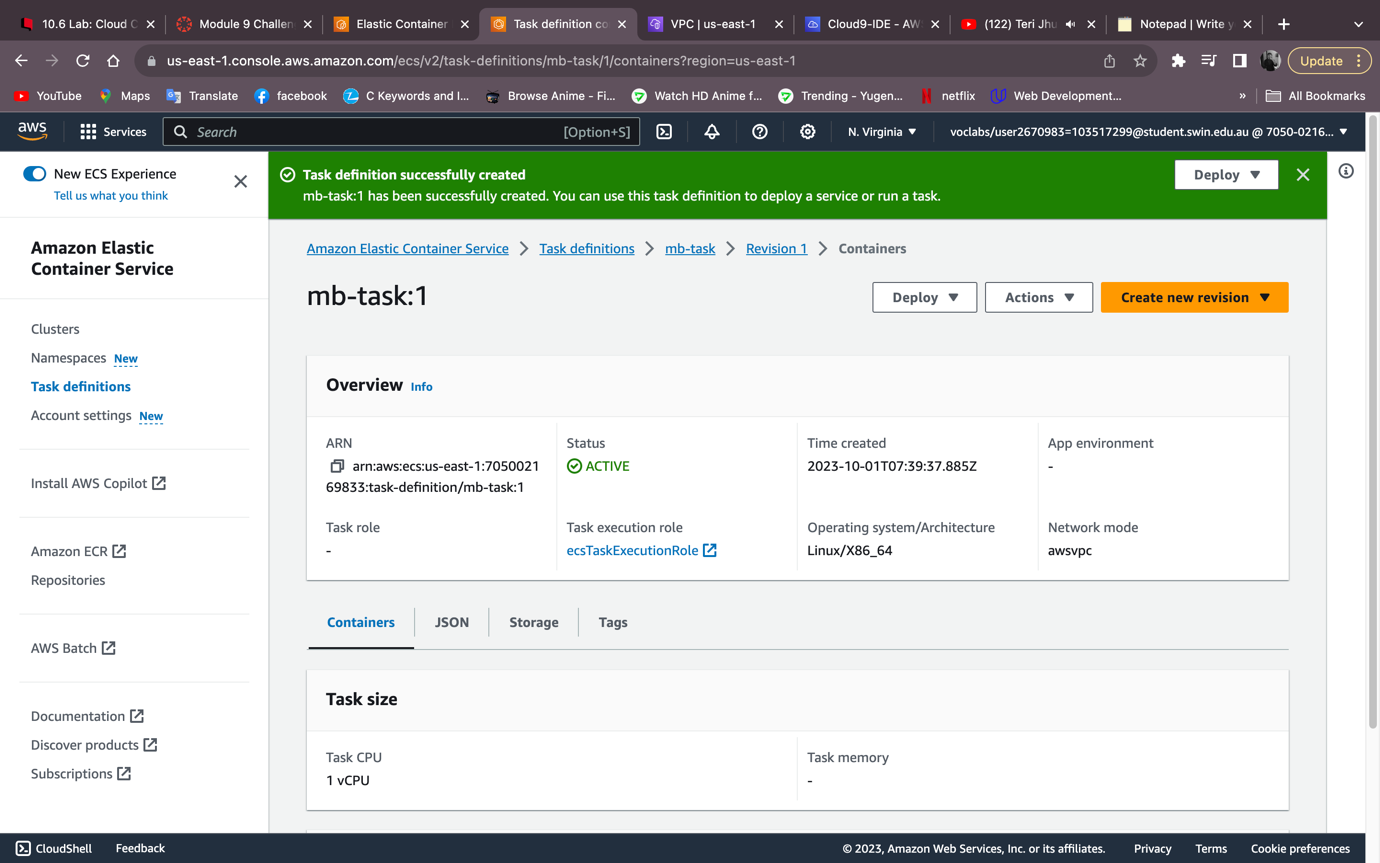 10.6 Lab: Cloud C
Module 9 Challen
Elastic Container
Task definition co
VPC | us-east-1
Cloud9-IDE - AW
(122) Teri Jhu
Notepad | Write y
us-east-1.console.aws.amazon.com/ecs/v2/task-definitions/mb-task/1/containers?region=us-east-1
Update
YouTube
Maps
Translate
facebook
C Keywords and I...
Browse Anime - Fi...
Watch HD Anime f...
Trending - Yugen...
netflix
Web Development...
»
All Bookmarks
aws
Services
Search
[Option+S]
N. Virginia
voclabs/user2670983=103517299@student.swin.edu.au @ 7050-0216...
New ECS Experience
Tell us what you think
Task definition successfully created
mb-task:1 has been successfully created. You can use this task definition to deploy a service or run a task.
Deploy
Amazon Elastic
Container Service
Clusters
Namespaces New
Task definitions
Account settings New
Install AWS Copilot
Amazon ECR
Repositories
AWS Batch
Documentation
Discover products
Subscriptions
Amazon Elastic Container Service
Task definitions
mb-task
Revision 1
Containers
mb-task:1
Deploy
Actions
Create new revision
Overview Info
ARN
arn:aws:ecs:us-east-1:7050021
69833:task-definition/mb-task:1
Status
ACTIVE
Time created
2023-10-01T07:39:37.885Z
App environment
-
Task role
-
Task execution role
ecsTaskExecutionRole
Operating system/Architecture
Linux/X86_64
Network mode
awsvpc
Containers
JSON
Storage
Tags
Task size
Task CPU
1 vCPU
Task memory
-
CloudShell
Feedback
© 2023, Amazon Web Services, Inc. or its affiliates.
Privacy
Terms
Cookie preferences